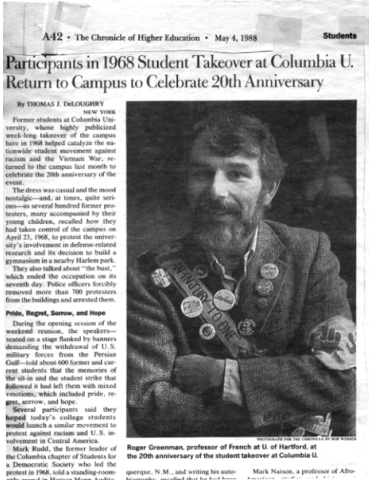 A42 • The Chronicle of Higher Education • May 4, 1988
Students
Participants in 1968 Student Takeover at Columbia U.
Return to Campus to Celebrate 20th Anniversary
By THOMAS J. DeLOUGHRY
NEW YORK
Former students at Columbia Uni-
versity, whose highly publicized
week-long takeover of the campus
here in 1968 helped catalyze the na-
tionwide student movement against
racism and the Vietnam War, re-
turned to the campus last month to
celebrate the 20th anniversary of the
event.
The dress was casual and the mood
nostalgic—and, at times, quite seri-
ous—as several hundred former pro-
testers, many accompanied by their
young children, recalled how they
had taken control of the campus on
April 23, 1968, to protest the univer-
sity's involvement in defense-related
research and its decision to build a
gymnasium in a nearby Harlem park.
They also talked about "the bust,"
which ended the occupation on its
seventh day. Police officers forcibly
removed more than 700 protesters
from the buildings and arrested them.
Pride, Regret, Sorrow, and Hope
During the opening session of the
weekend reunion, the speakers—
seated on a stage flanked by banners
demanding the withdrawal of U.S.
military forces from the Persian
Gulf—told about 600 former and cur-
rent students that the memories of
the sit-in and the student strike that
followed it had left them with mixed
emotions, which included pride, re-
gret, sorrow, and hope.
Several participants said they
hoped today's college students
would launch a similar movement to
protest against racism and U.S. in-
volvement in Central America.
Mark Rudd, the former leader of
the Columbia chapter of Students for
a Democratic Society who led the
protest in 1968, told a standing-room-
PHOTOGRAPH FOR THE CHRONICLE BY BOB
Roger Greenman, professor of French at U. of Hartford, at
the 20th anniversary of the student takeover at Columbia U.
querque, N.M., and writing his auto-
Mark Naison, a professor of Afro-